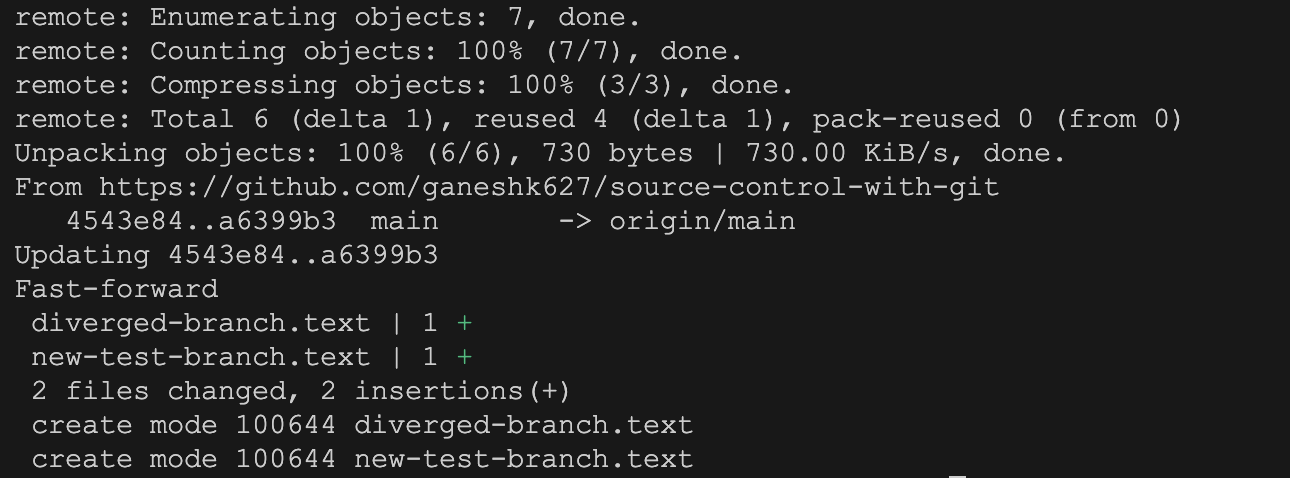 remote: Enumerating objects: 7, done.
remote: Counting objects: 100% (7/7), done.
remote: Compressing objects: 100% (3/3), done.
remote: Total 6 (delta 1), reused 4 (delta 1), pack-reused 0 (from 0)
Unpacking objects: 100% (6/6), 730 bytes | 730.00 KiB/s, done.
From https://github.com/ganeshk627/source-control-with-git
   4543e84..a6399b3  main       -> origin/main
Updating 4543e84..a6399b3
Fast-forward
 diverged-branch.text | 1 +
 new-test-branch.text | 1 +
 2 files changed, 2 insertions(+)
 create mode 100644 diverged-branch.text
 create mode 100644 new-test-branch.text